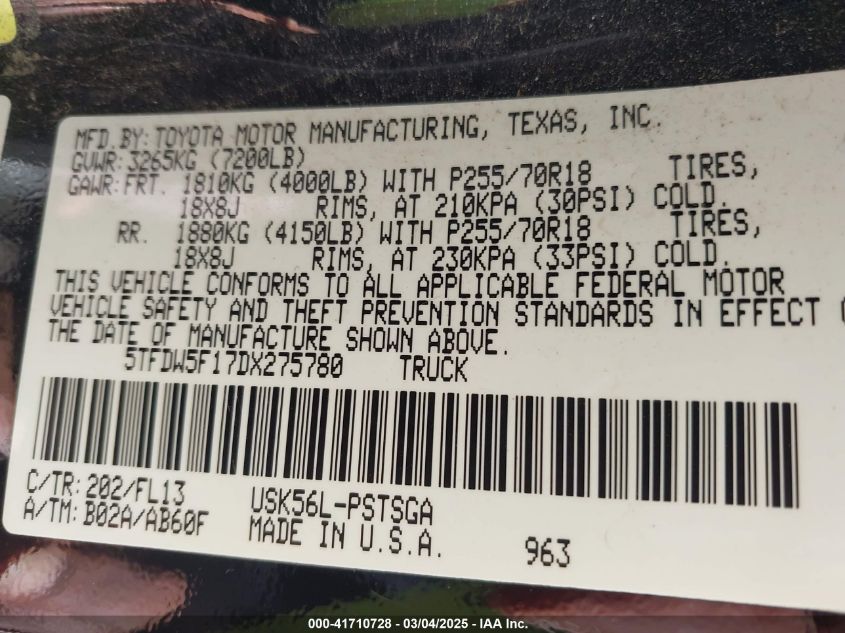 MFD.BY:TOYOTA MOTOR MANUFACTURING, TEXAS, INC.
GVWR:3265KG (7200LB)
GAWR:FRT. 1810KG (4000LB) WITH P255/70R18 TIRES,
18X8J RIMS, AT 210KPA (30PSI) COLD.
RR. 1880KG (4150LB) WITH P255/70R18 TIRES,
18X8J RIMS, AT 230KPA (33PSI) COLD.
THIS VEHICLE CONFORMS TO ALL APPLICABLE FEDERAL MOTOR
VEHICLE SAFETY AND THEFT PREVENTION STANDARDS IN EFFECT
THE DATE OF MANUFACTURE SHOWN ABOVE.
5TFDW5F17DX275780 TRUCK
C/TR:202/FL13 USK56L-PSTSGA
A/TM:B02A/AB60F MADE IN U.S.A. 963
000-41710728 - 03/04/2025 - IAA Inc.